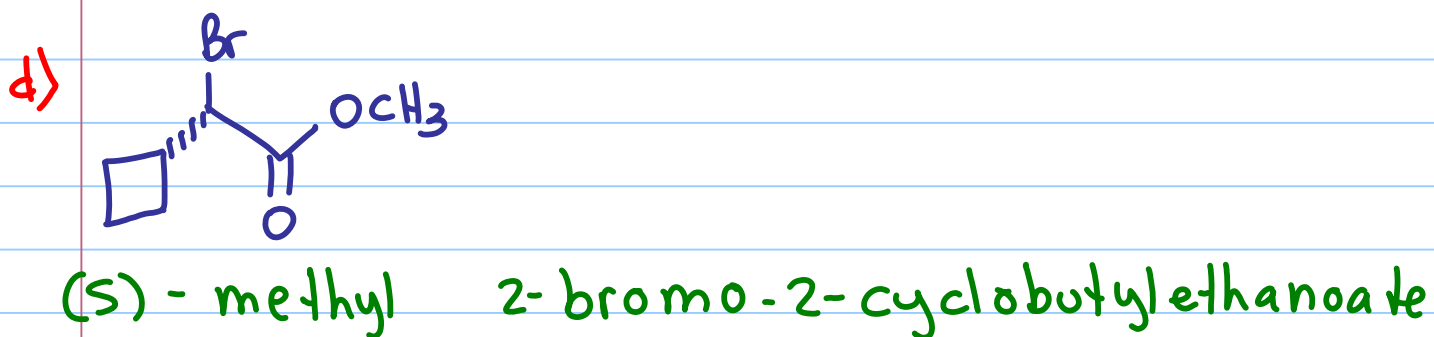 Br
d)
OCH3
O
(S) - methyl 2-bromo-2-cyclobutylethanoate